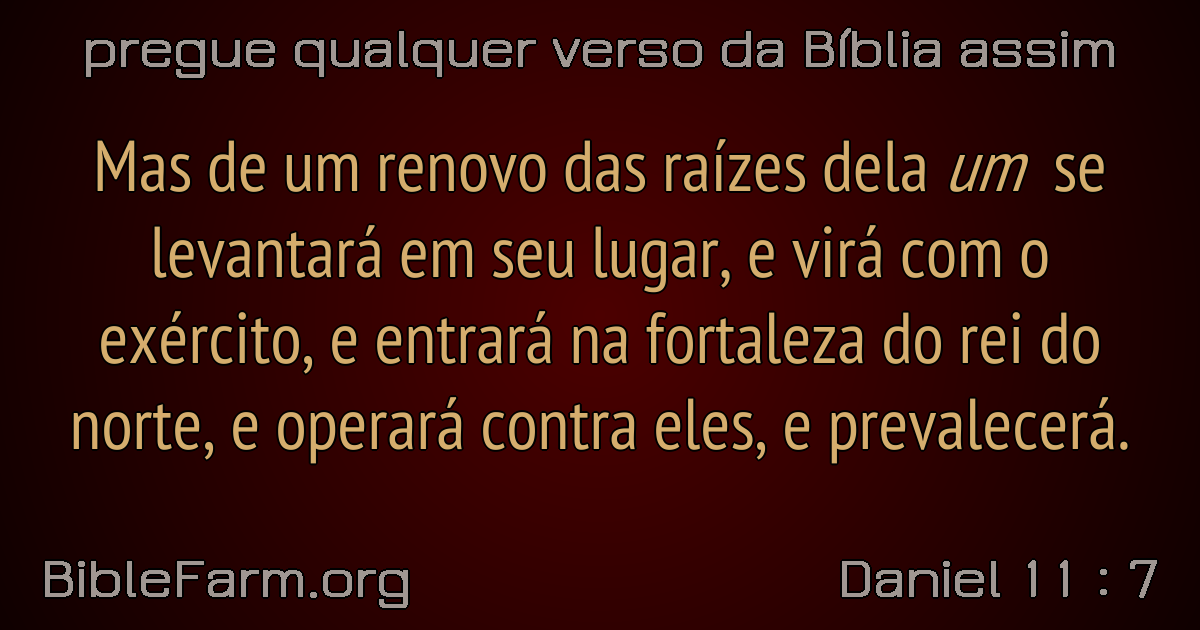 pregue qualquer verso da Bíblia assim
Mas de um renovo das raízes dela um se
levantará em seu lugar, e virá com o
exército, e entrará na fortaleza do rei do
norte, e operará contra eles, e prevalecerá.
BibleFarm.org
Daniel 11 : 7